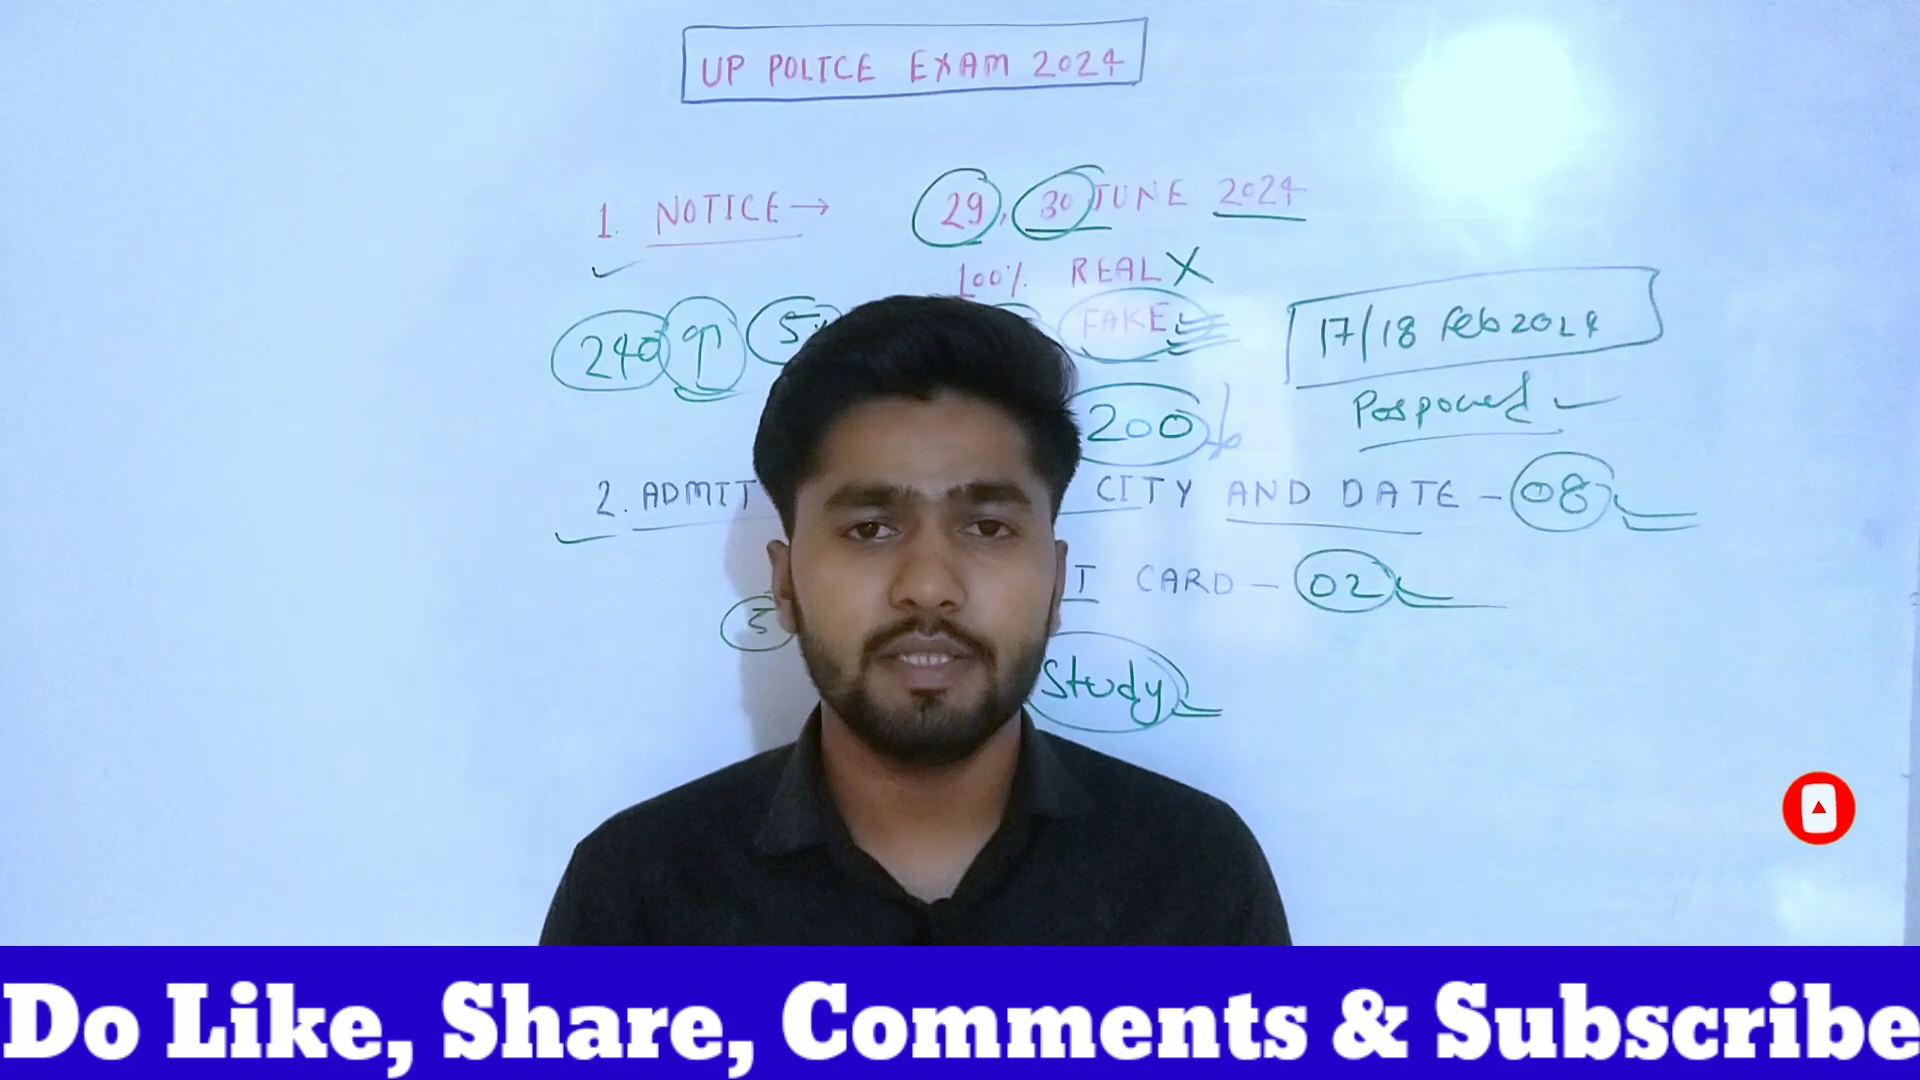 UP POLICE EXAM 2024
1. NOTICE → 29, 30 JUNE 2024
100% REAL X
FAKE
240 5
17/18 Feb 2024
200
2. ADMIT CITY AND DATE - 08
T CARD - 02
Study
Do Like, Share, Comments & Subscribe